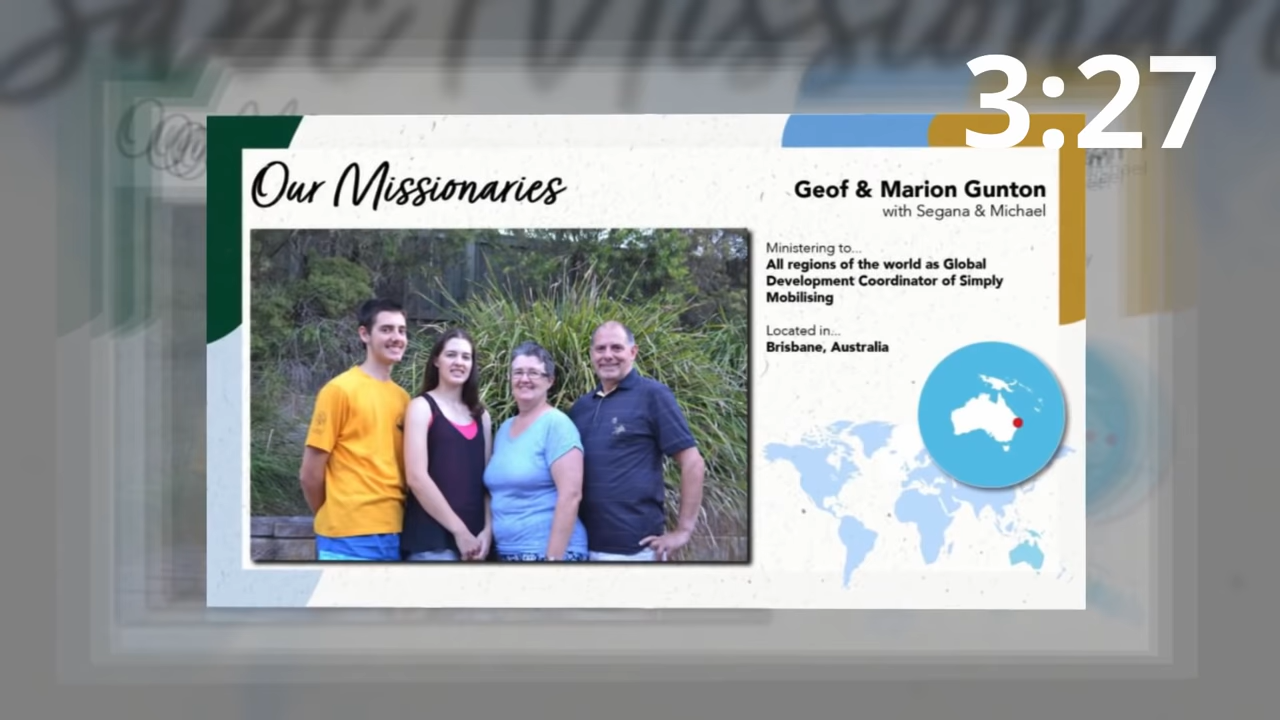 3:27
Our Missionaries
Geof & Marion Gunton
with Segana & Michael
Ministering to...
All regions of the world as Global
Development Coordinator of Simply
Mobilising
Located in...
Brisbane, Australia